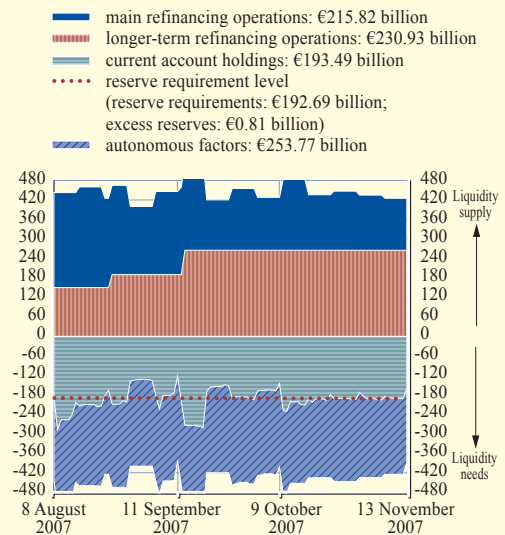 main refinancing operations: €215.82 billion
longer-term refinancing operations: €230.93 billion
current account holdings: €193.49 billion
reserve requirement level
(reserve requirements: €192.69 billion;
excess reserves: €0.81 billion)
autonomous factors: €253.77 billion
480 480
420 420
360 360
300 300
240 240
180 180
120 120
60 60
0 0
-60 -60
-120 -120
-180 -180
-240 -240
-300 -300
-360 -360
-420 -420
-480 -480
Liquidity
supply
Liquidity
needs
8 August 11 September 9 October 13 November
2007 2007 2007 2007